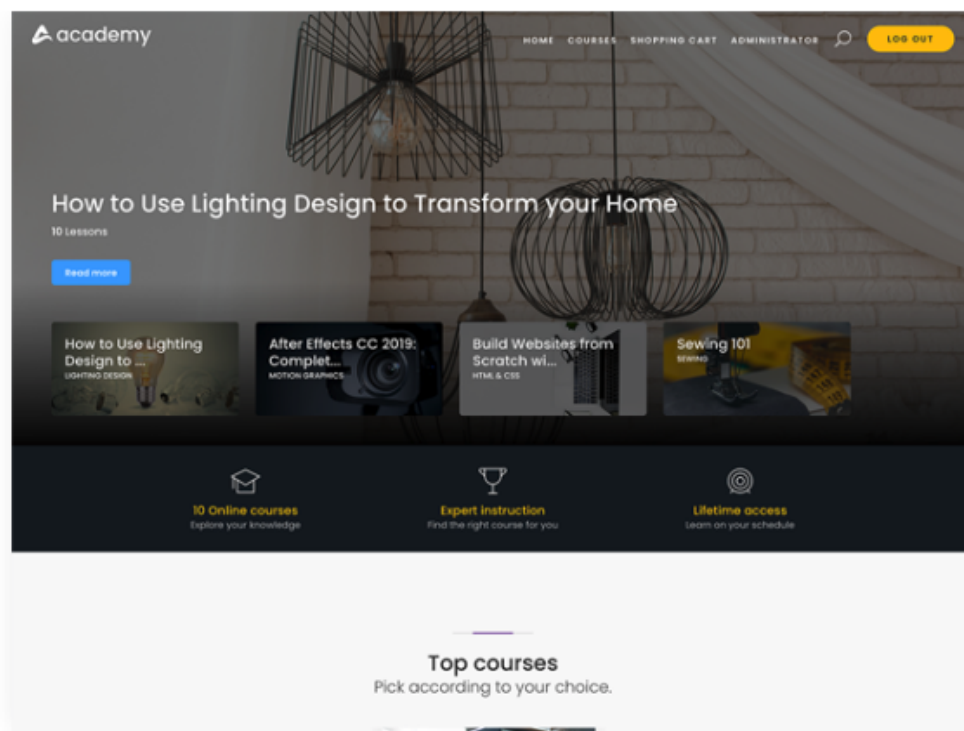 academy
HOME COURSES SHOPPING CART ADMINISTRATOR LOG OUT
How to Use Lighting Design to Transform your Home
10 Lessons
Read more
How to Use Lighting
Design to ...
LIGHTING DESIGN
After Effects CC 2019:
Complet...
MOTION GRAPHICS
Build Websites from
Scratch wi...
HTML & CSS
Sewing 101
SEWING
10 Online courses
Explore your knowledge
Expert instruction
Find the right course for you
Lifetime access
Learn on your schedule
Top courses
Pick according to your choice.